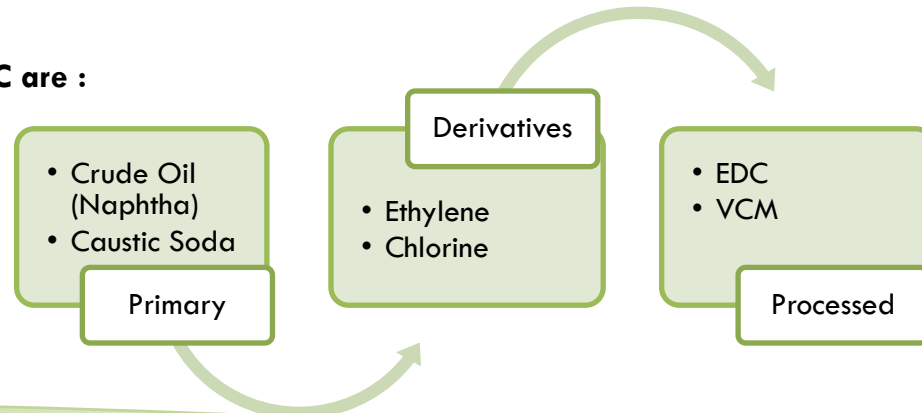 C are :
• Crude Oil
(Naphtha)
• Caustic Soda
Primary
Derivatives
• Ethylene
• Chlorine
• EDC
• VCM
Processed